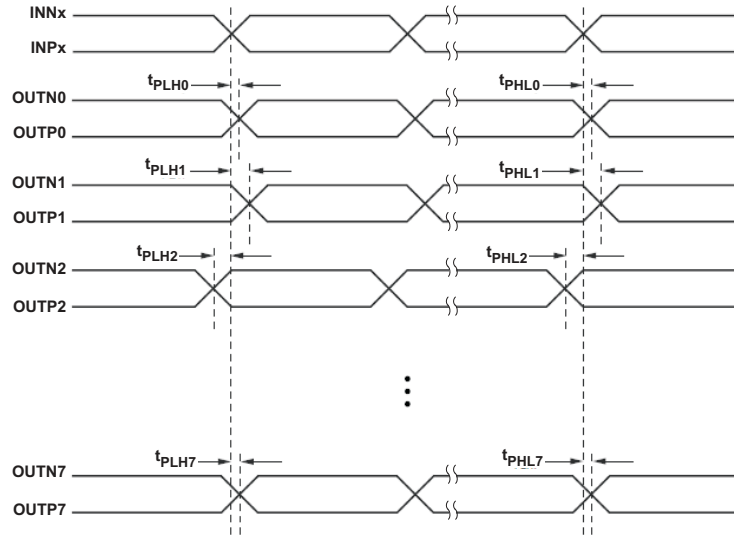 INNx
INPx
tPLH0
tPHL0
OUTN0
OUTP0
tPLH1
tPHL1
OUTN1
OUTP1
tPLH2
tPHL2
OUTN2
OUTP2
tPLH7
tPHL7
OUTN7
OUTP7